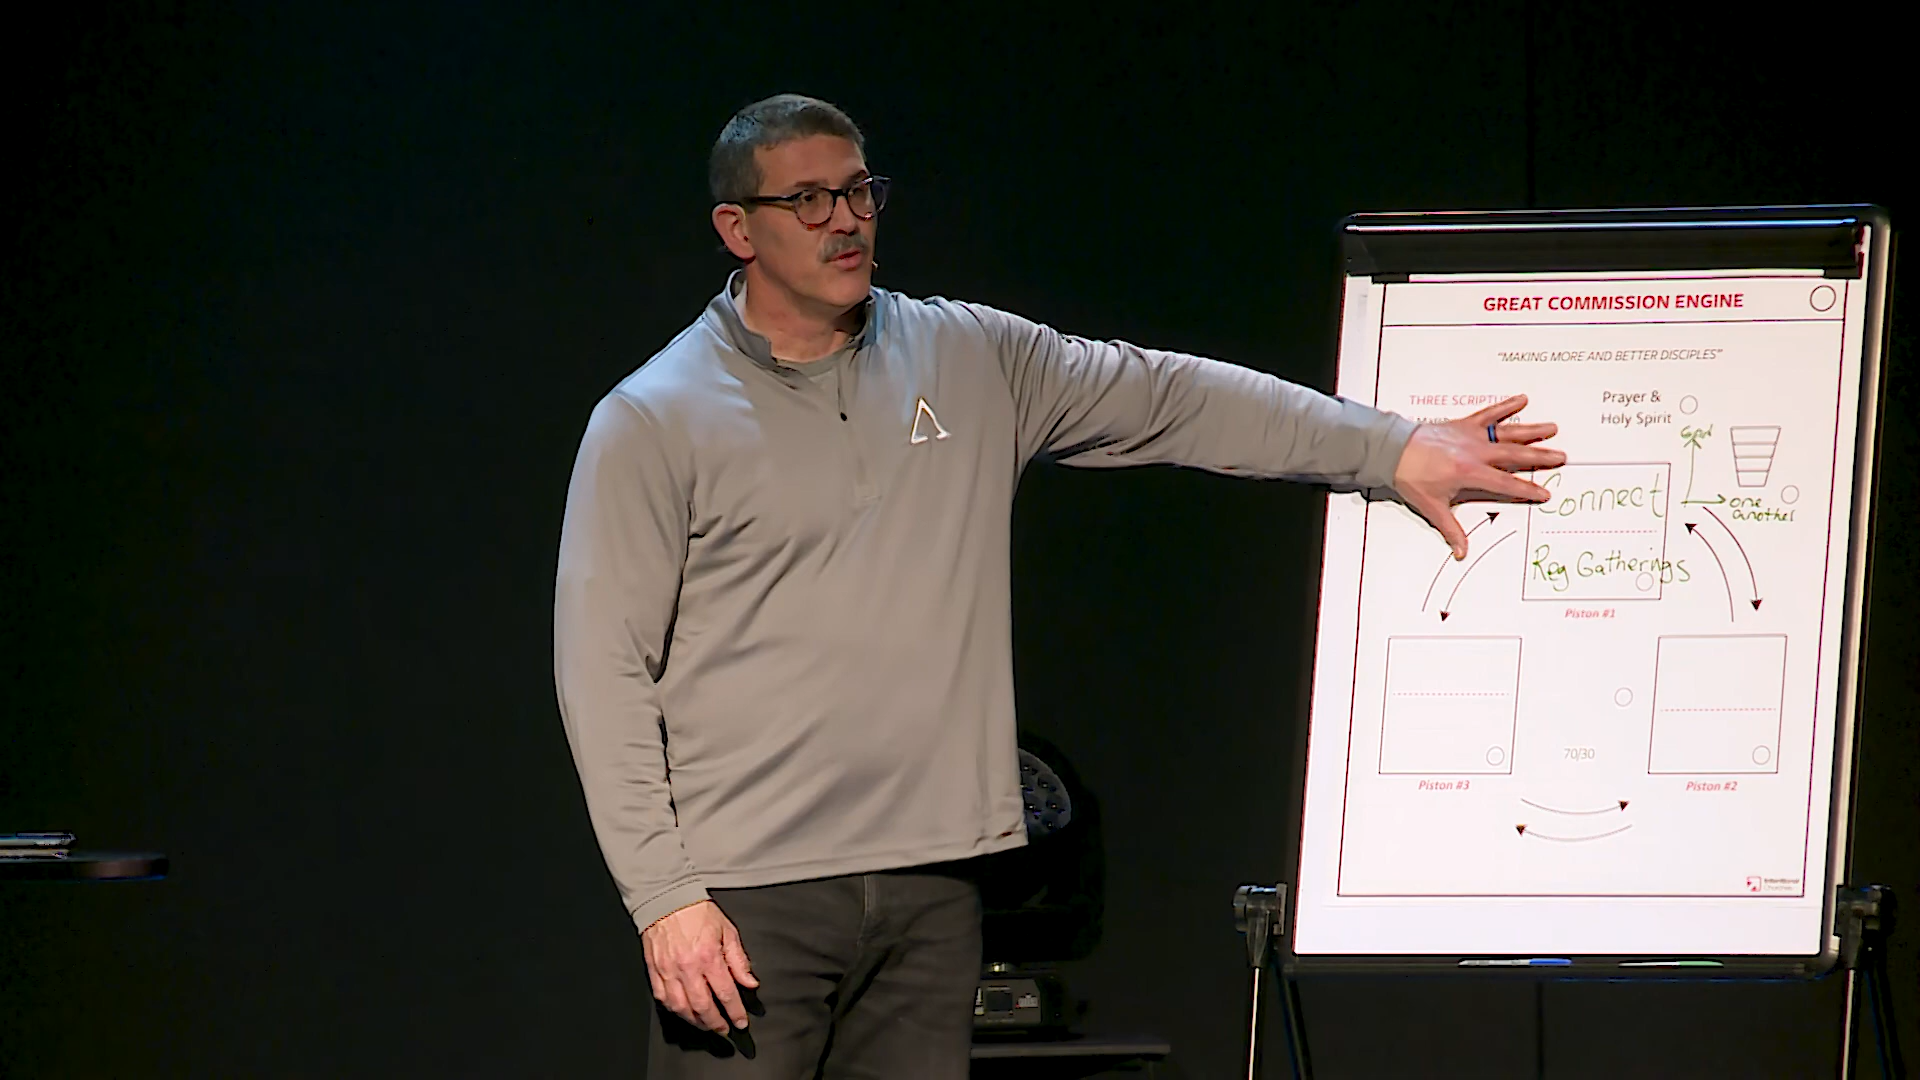 GREAT COMMISSION ENGINE
"MAKING MORE AND BETTER DISCIPLES"
THREE
Prayer &
Holy Spirit
God
one
another
Connect
Reg Gatherings
Piston #1
70/30
Piston #3
Piston #2